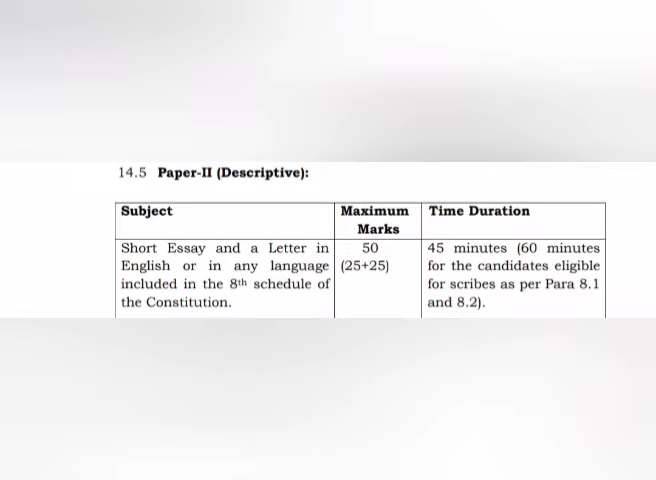 14.5 Paper-II (Descriptive):
Subject
Maximum
Marks
Time Duration
Short Essay and a Letter in
English or in any language
included in the 8th schedule of
the Constitution.
50
(25+25)
45 minutes (60 minutes
for the candidates eligible
for scribes as per Para 8.1
and 8.2).